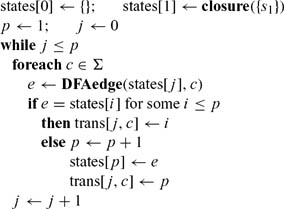 states[0] ← {}; states[1] ← closure({s₁})
p ← 1; j ← 0
while j ≤ p
foreach c ∈ Σ
e ← DFAedge(states[j], c)
if e = states[i] for some i ≤ p
then trans[j, c] ← i
else p ← p + 1
states[p] ← e
trans[j, c] ← p
j ← j + 1